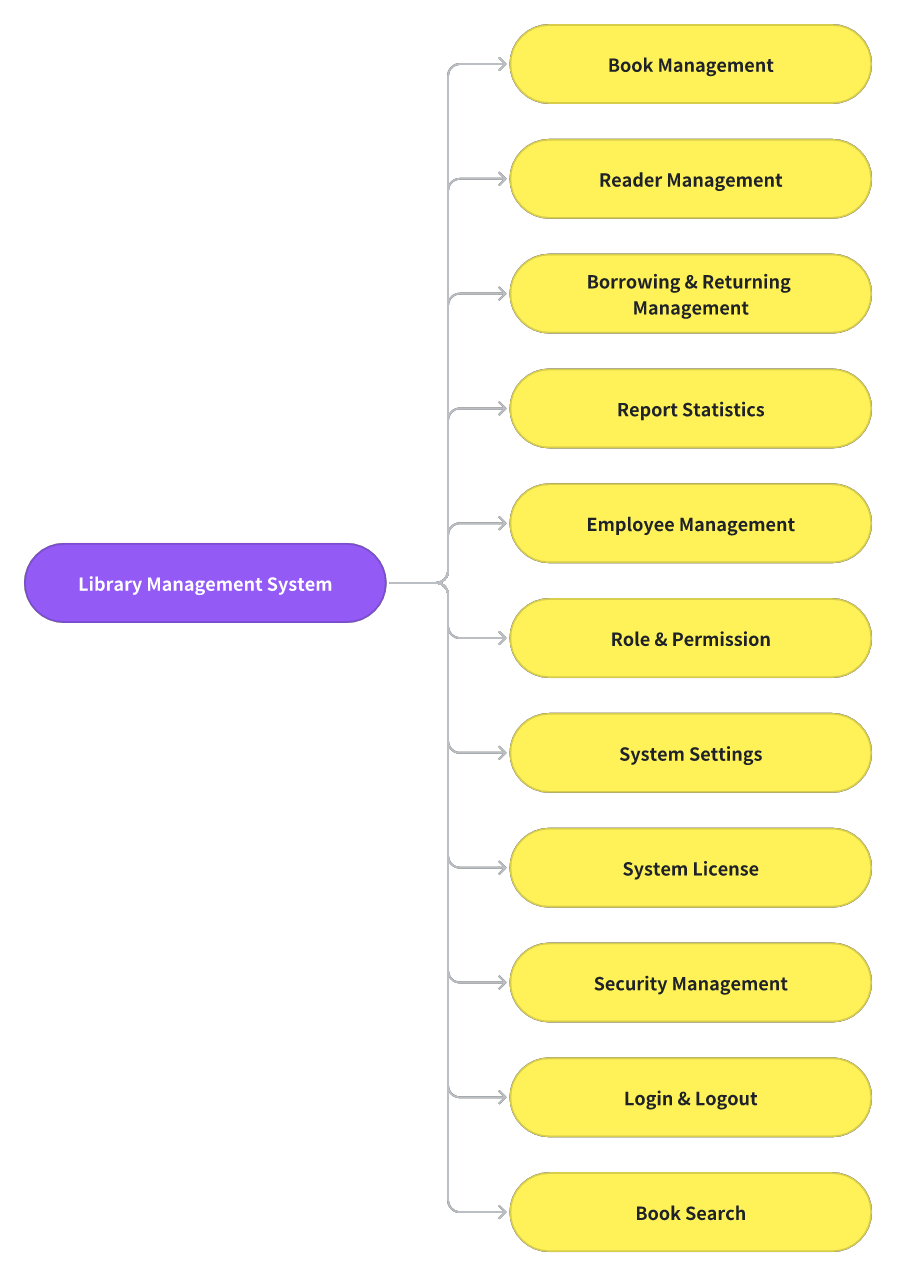 Book Management
Reader Management
Borrowing & Returning
Management
Report Statistics
Employee Management
Library Management System
Role & Permission
System Settings
System License
Security Management
Login & Logout
Book Search